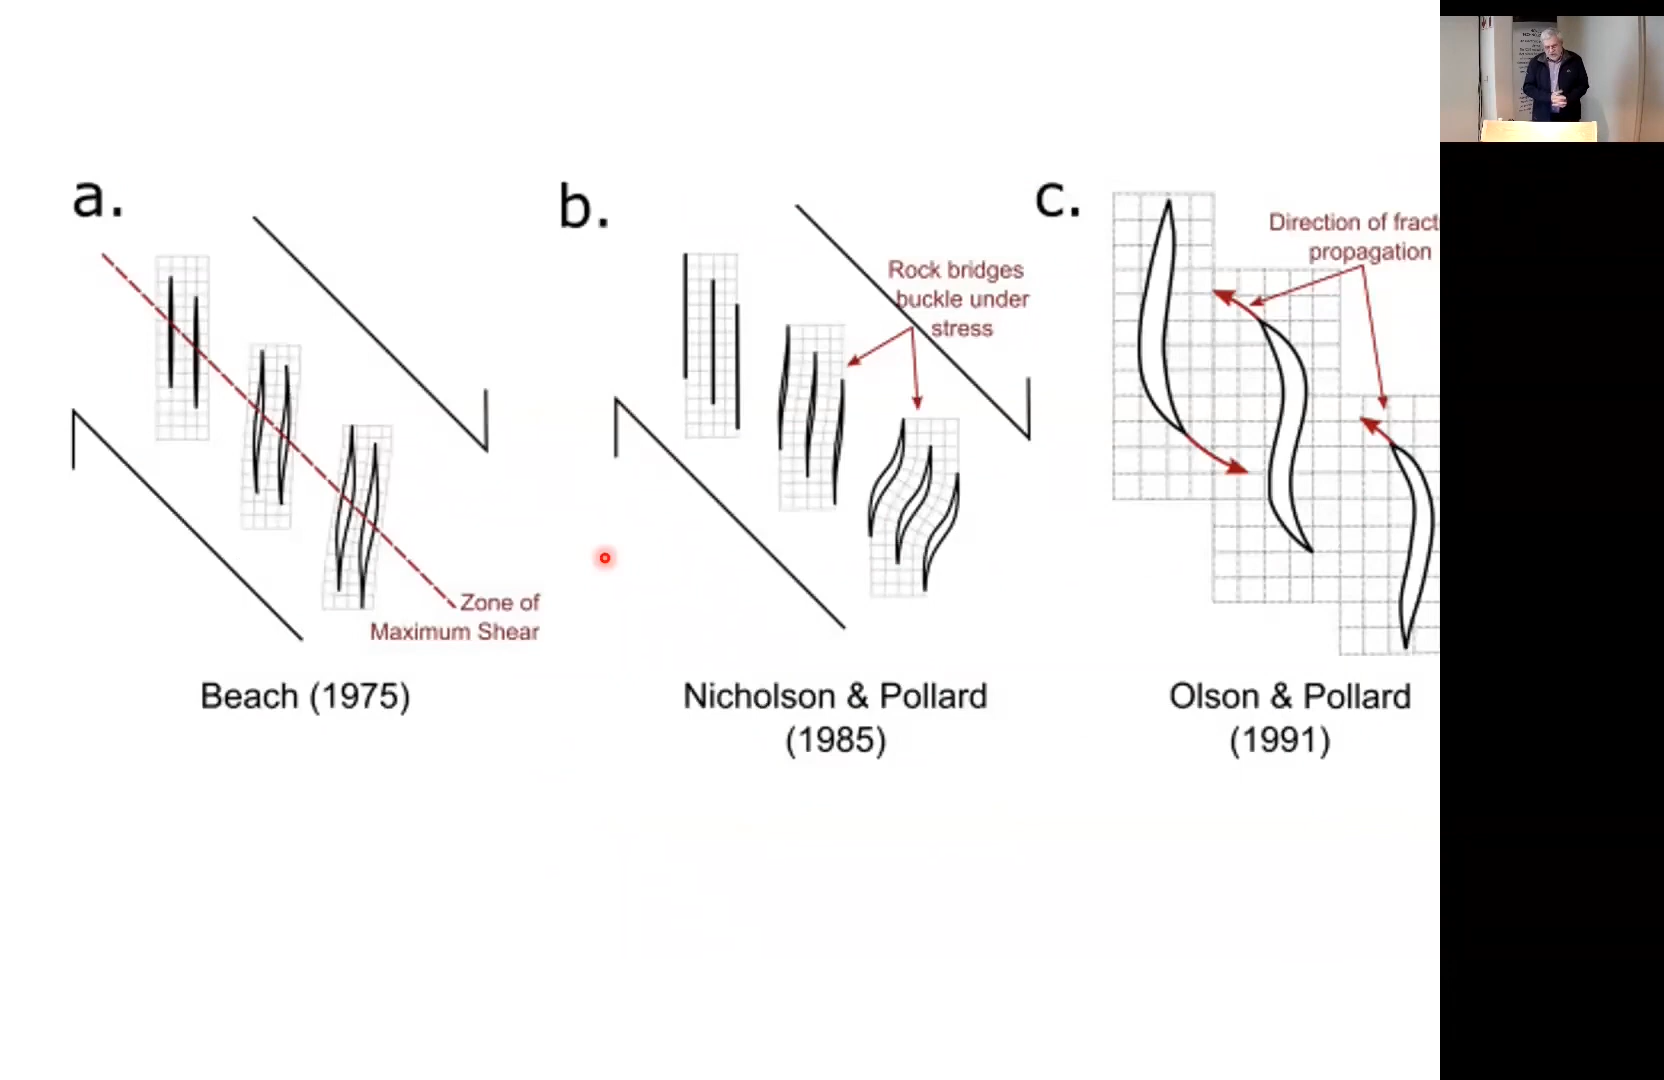 a.
Zone of
Maximum Shear
Beach (1975)
b.
Rock bridges
buckle under
stress
Nicholson & Pollard
(1985)
c.
Direction of fract
propagation
Olson & Pollard
(1991)